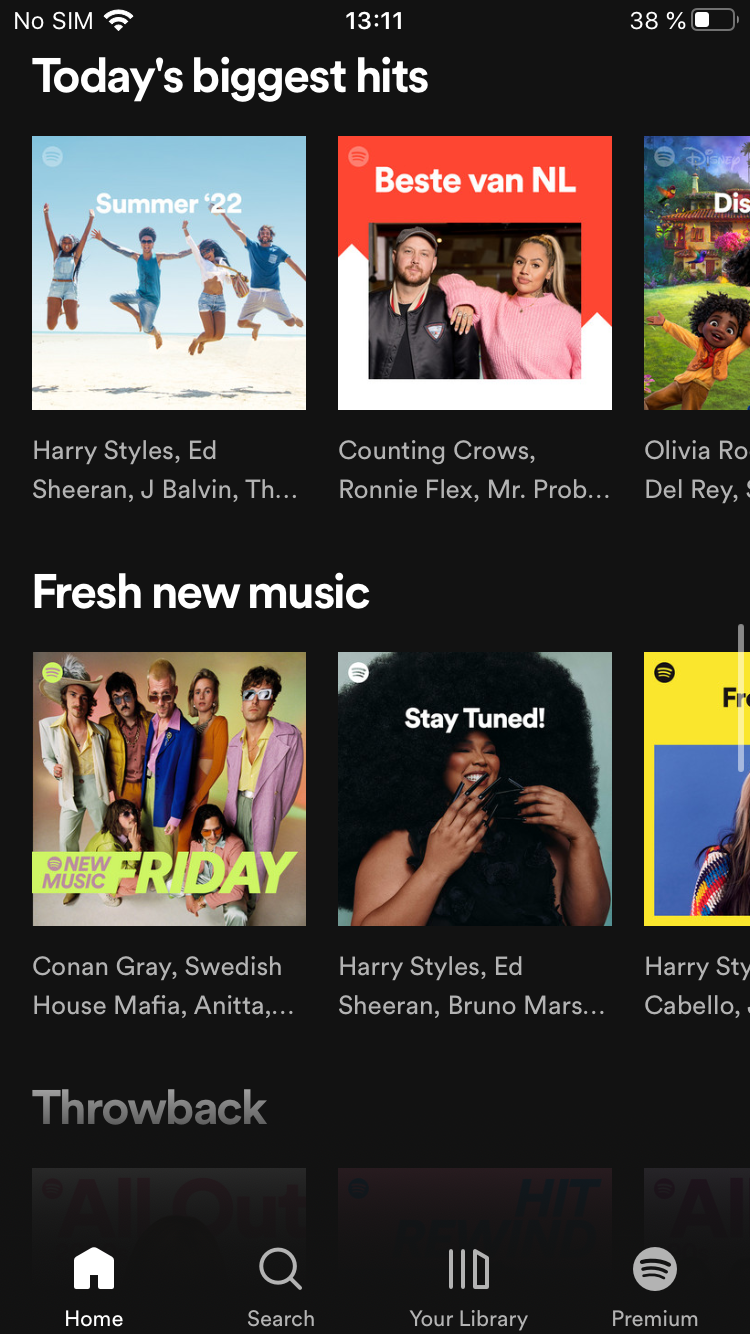 No SIM 13:11 38 %
Today's biggest hits
Summer ‘22
Beste van NL
Disney
Dis
Harry Styles, Ed
Sheeran, J Balvin, Th...
Counting Crows,
Ronnie Flex, Mr. Prob...
Olivia Ro
Del Rey, S
Fresh new music
NEW
MUSIC
FRIDAY
Stay Tuned!
Fre
Conan Gray, Swedish
House Mafia, Anitta,...
Harry Styles, Ed
Sheeran, Bruno Mars...
Harry Sty
Cabello, J
Throwback
All Out
HIT
REWIND
Al
Home
Search
Your Library
Premium